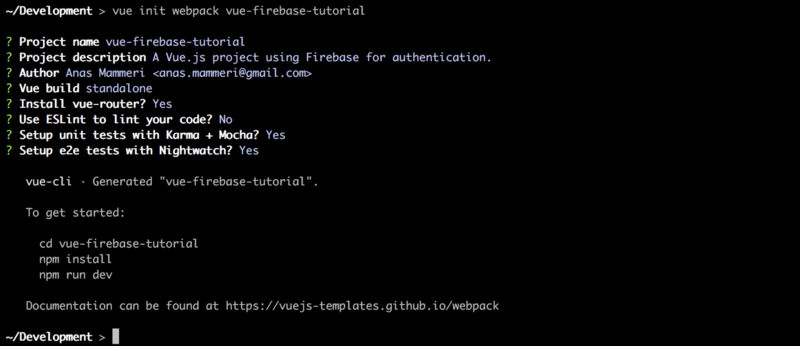 ~/Development > vue init webpack vue-firebase-tutorial
? Project name vue-firebase-tutorial
? Project description A Vue.js project using Firebase for authentication.
? Author Anas Mammeri <anas.mammeri@gmail.com>
? Vue build standalone
? Install vue-router? Yes
? Use ESLint to lint your code? No
? Setup unit tests with Karma + Mocha? Yes
? Setup e2e tests with Nightwatch? Yes
vue-cli · Generated "vue-firebase-tutorial".
To get started:
cd vue-firebase-tutorial
npm install
npm run dev
Documentation can be found at https://vuejs-templates.github.io/webpack
~/Development >